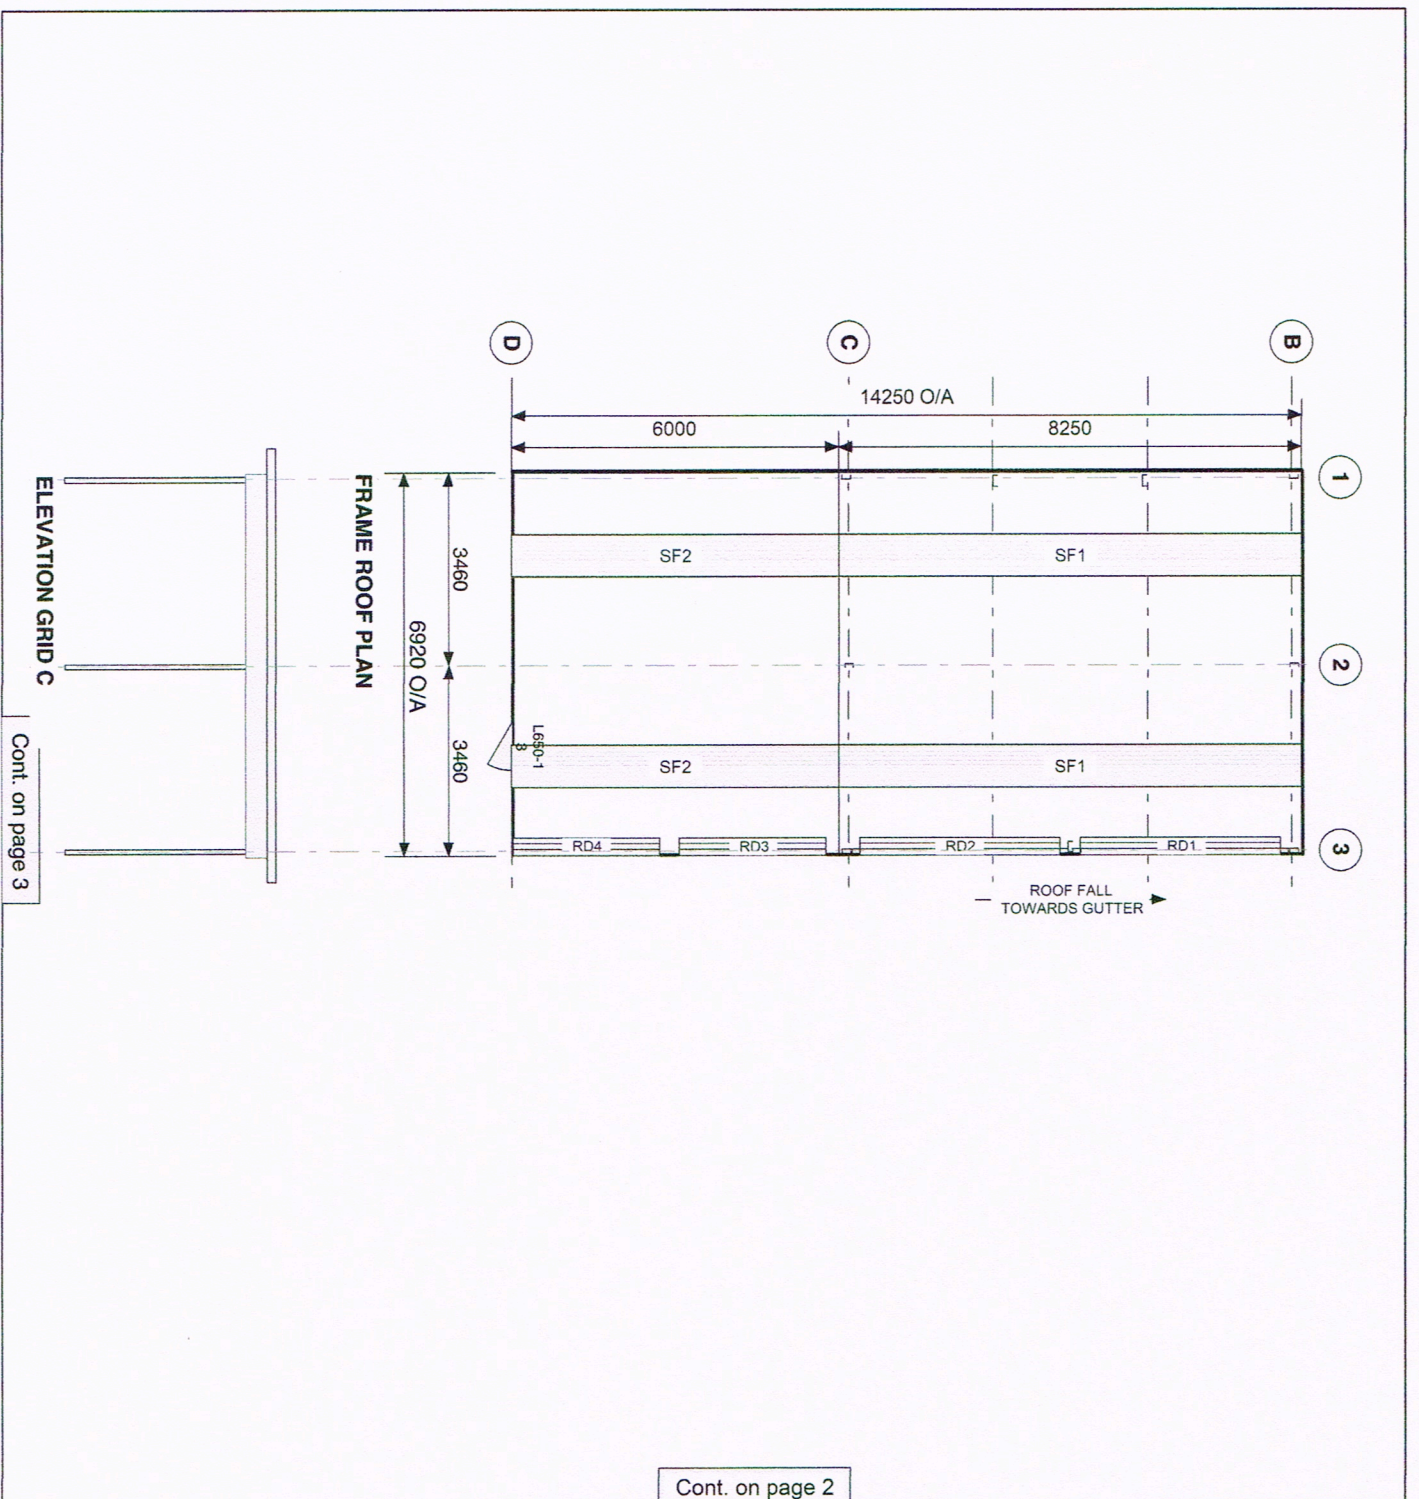 D
C
B
14250 O/A
6000
8250
1
SF2
SF1
3460
6920 O/A
3460
2
L650-1
8
SF2
SF1
RD4
RD3
RD2
RD1
3
ROOF FALL
TOWARDS GUTTER
FRAME ROOF PLAN
ELEVATION GRID C
Cont. on page 3
Cont. on page 2